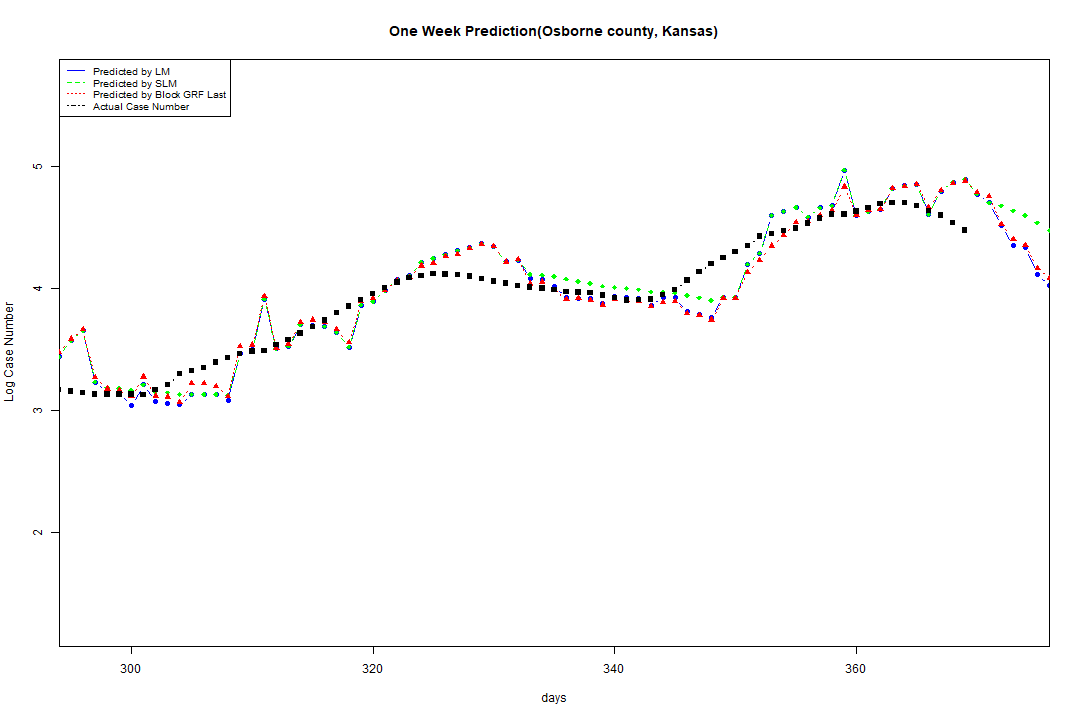 One Week Prediction(Osborne county, Kansas)
Predicted by LM
Predicted by SLM
Predicted by Block GRF Last
Actual Case Number
5
4
3
2
Log Case Number
300 320 340 360
days